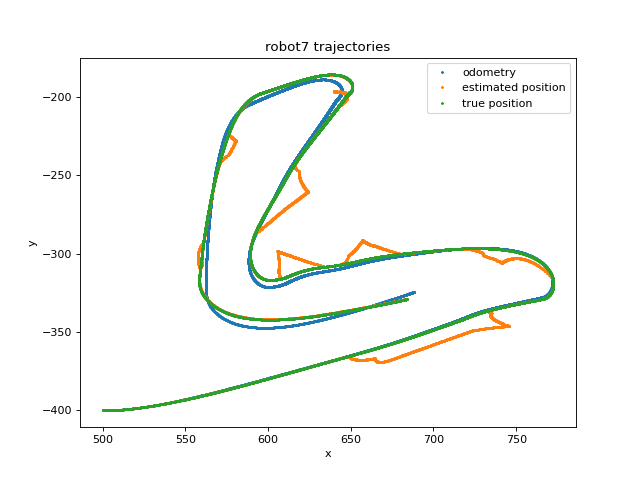 robot7 trajectories
odometry
estimated position
true position
−200
−250
−300
−350
−400
y
500
550
600
650
700
750
x